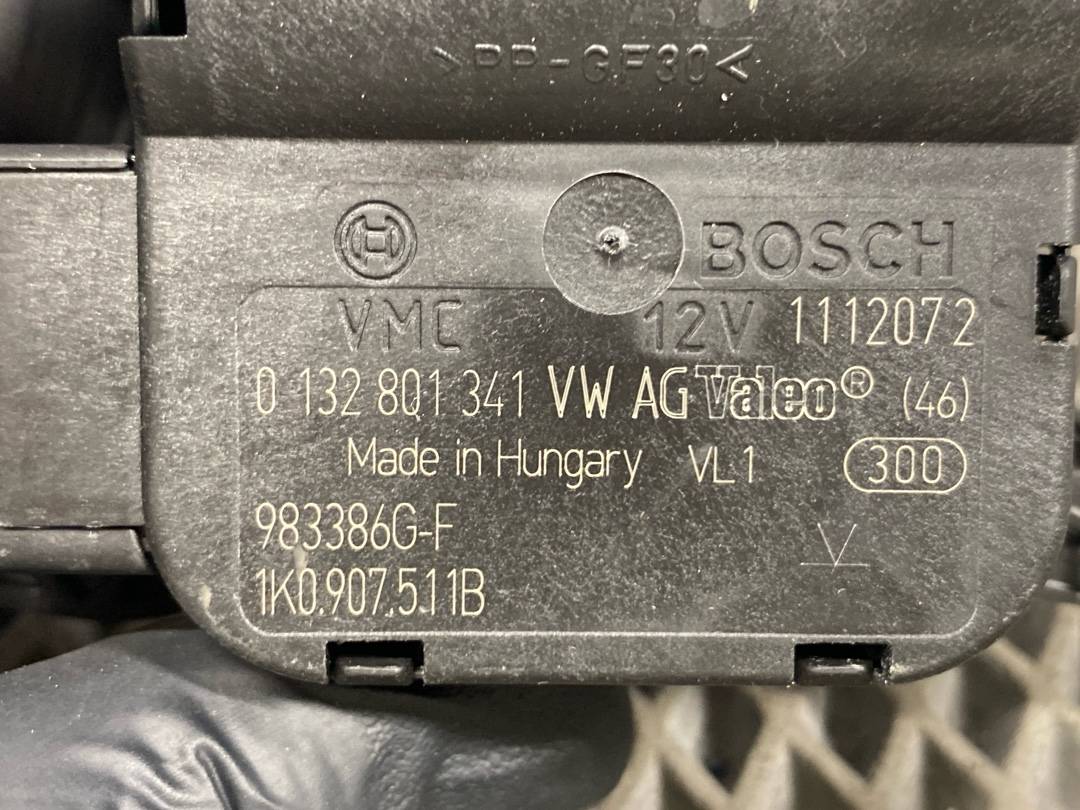 >PP-GF30<
BOSCH
VMC 12V 1112072
0 132 801 341 VW AG Valeo® (46)
Made in Hungary VL1 300
983386G-F
1K0.907.511B